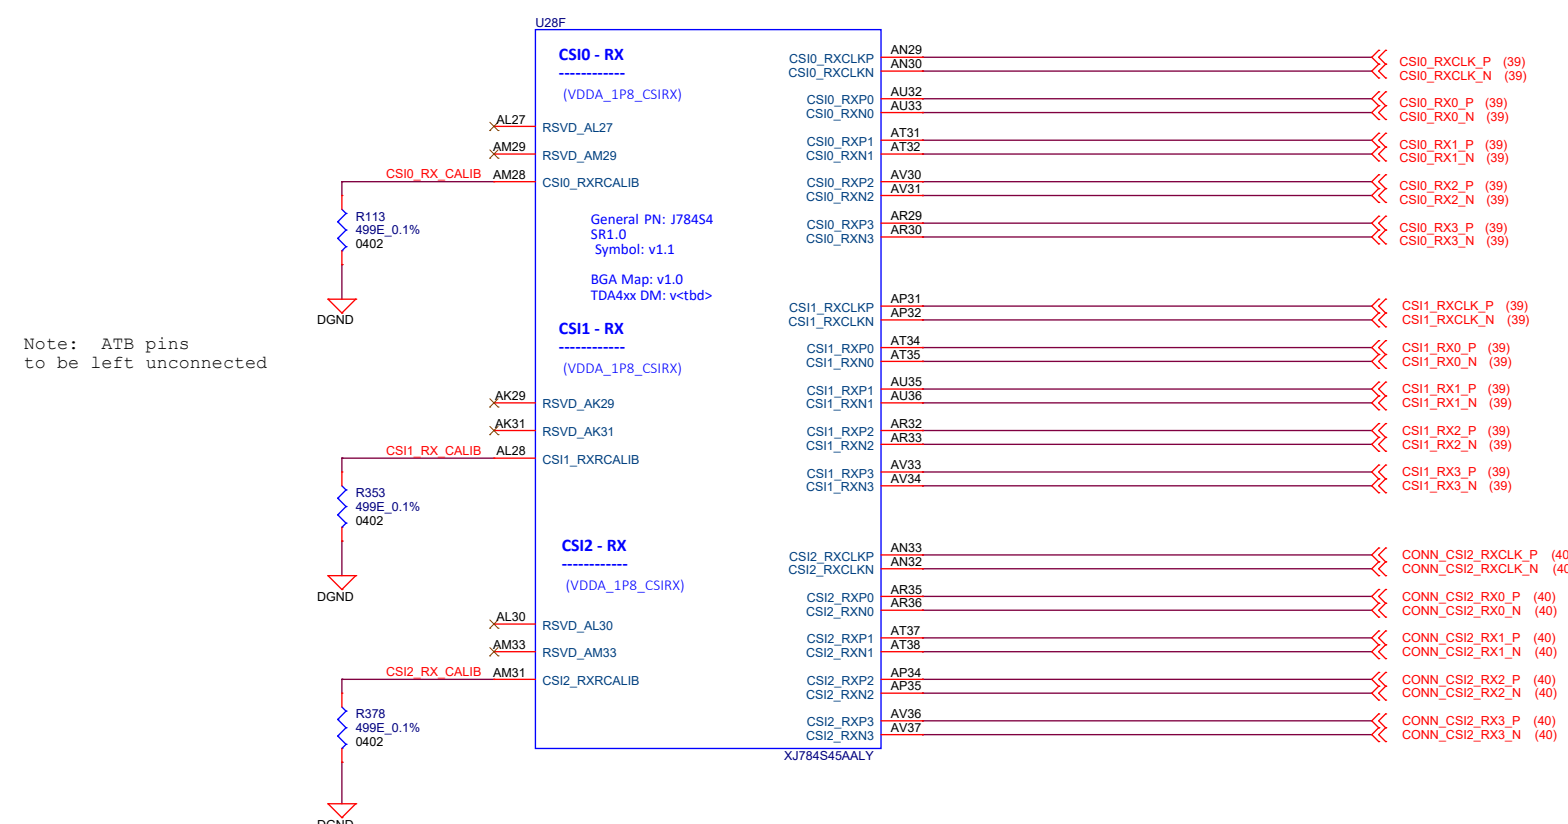 U28F
CSI0 - RX
------------
(VDDA_1P8_CSIRX)
AL27 RSVD_AL27
AM29 RSVD_AM29
CSI0_RX_CALIB AM28 CSI0_RXRCALIB
R113
499E_0.1%
0402
DGND
General PN: J784S4
SR1.0
Symbol: v1.1
BGA Map: v1.0
TDA4xx DM: v<tbd>
CSI0_RXCLKP AN29 CSI0_RXCLK_P (39)
CSI0_RXCLKN AN30 CSI0_RXCLK_N (39)
CSI0_RXP0 AU32 CSI0_RX0_P (39)
CSI0_RXN0 AU33 CSI0_RX0_N (39)
CSI0_RXP1 AT31 CSI0_RX1_P (39)
CSI0_RXN1 AT32 CSI0_RX1_N (39)
CSI0_RXP2 AV30 CSI0_RX2_P (39)
CSI0_RXN2 AV31 CSI0_RX2_N (39)
CSI0_RXP3 AR29 CSI0_RX3_P (39)
CSI0_RXN3 AR30 CSI0_RX3_N (39)
Note: ATB pins
to be left unconnected
CSI1 - RX
------------
(VDDA_1P8_CSIRX)
AK29 RSVD_AK29
AK31 RSVD_AK31
CSI1_RX_CALIB AL28 CSI1_RXRCALIB
R353
499E_0.1%
0402
DGND
CSI1_RXCLKP AP31 CSI1_RXCLK_P (39)
CSI1_RXCLKN AP32 CSI1_RXCLK_N (39)
CSI1_RXP0 AT34 CSI1_RX0_P (39)
CSI1_RXN0 AT35 CSI1_RX0_N (39)
CSI1_RXP1 AU35 CSI1_RX1_P (39)
CSI1_RXN1 AU36 CSI1_RX1_N (39)
CSI1_RXP2 AR32 CSI1_RX2_P (39)
CSI1_RXN2 AR33 CSI1_RX2_N (39)
CSI1_RXP3 AV33 CSI1_RX3_P (39)
CSI1_RXN3 AV34 CSI1_RX3_N (39)
CSI2 - RX
------------
(VDDA_1P8_CSIRX)
AL30 RSVD_AL30
AM33 RSVD_AM33
CSI2_RX_CALIB AM31 CSI2_RXRCALIB
R378
499E_0.1%
0402
DGND
CSI2_RXCLKP AN33 CONN_CSI2_RXCLK_P (40
CSI2_RXCLKN AN32 CONN_CSI2_RXCLK_N (40
CSI2_RXP0 AR35 CONN_CSI2_RX0_P (40)
CSI2_RXN0 AR36 CONN_CSI2_RX0_N (40)
CSI2_RXP1 AT37 CONN_CSI2_RX1_P (40)
CSI2_RXN1 AT38 CONN_CSI2_RX1_N (40)
CSI2_RXP2 AP34 CONN_CSI2_RX2_P (40)
CSI2_RXN2 AP35 CONN_CSI2_RX2_N (40)
CSI2_RXP3 AV36 CONN_CSI2_RX3_P (40)
CSI2_RXN3 AV37 CONN_CSI2_RX3_N (40)
XJ784S45AALY